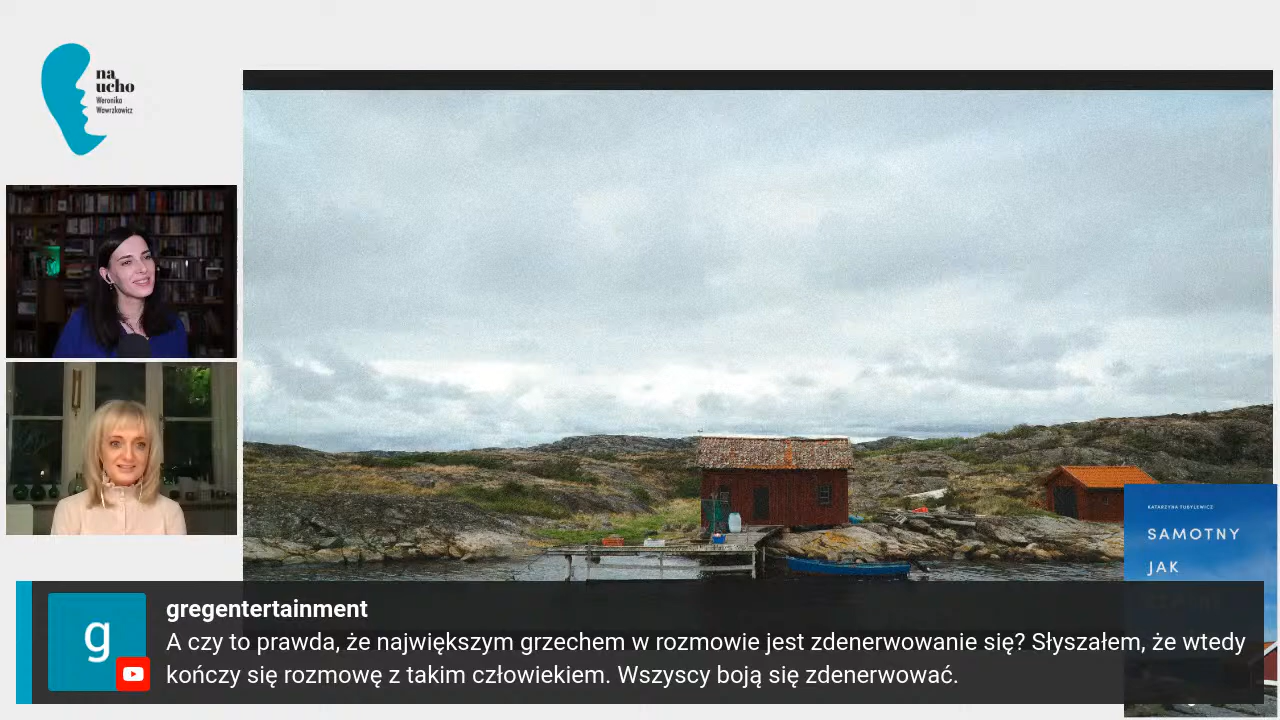 na
ucho
Weronika
Wawrzkowicz
KATARZYNA TUBYLEWICZ
SAMOTNY
JAK
gregentertainment
g
A czy to prawda, że największym grzechem w rozmowie jest zdenerwowanie się? Słyszałem, że wtedy
kończy się rozmowę z takim człowiekiem. Wszyscy boją się zdenerwować.